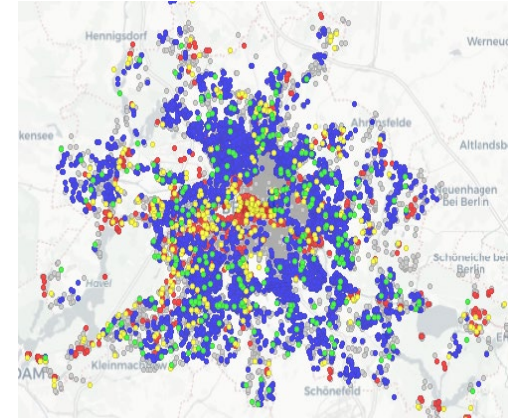 Hennigsdorf
Werneuc
Ahrensfelde
kensee
Altlandsb
Neuenhagen
bei Berlin
Schöneiche bei
Berlin
Havel
DAM
Kleinmachnow
Schönefeld